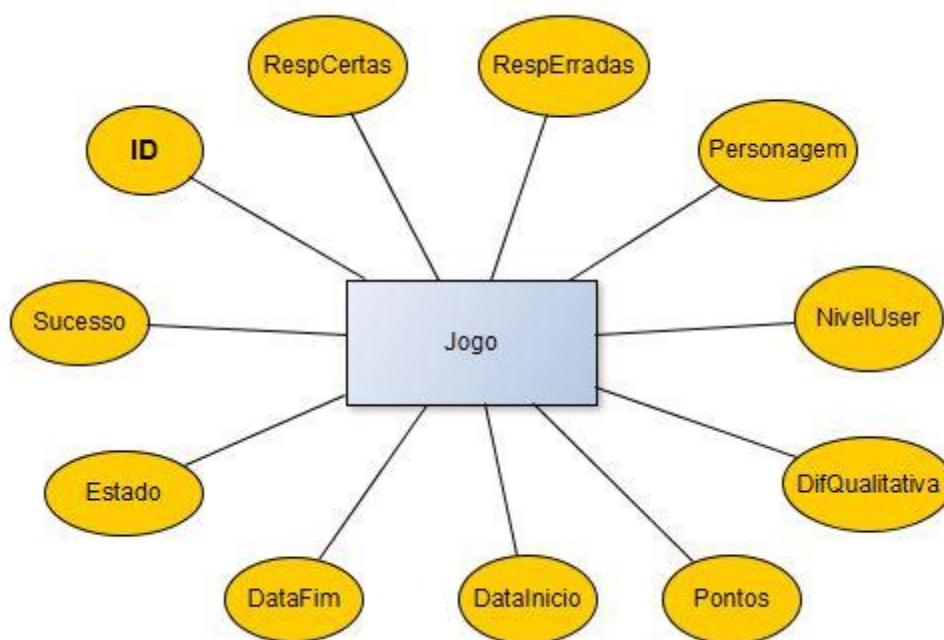 RespCertas
RespErradas
ID
Personagem
Sucesso
Jogo
NivelUser
Estado
DifQualitativa
DataFim
DataInicio
Pontos